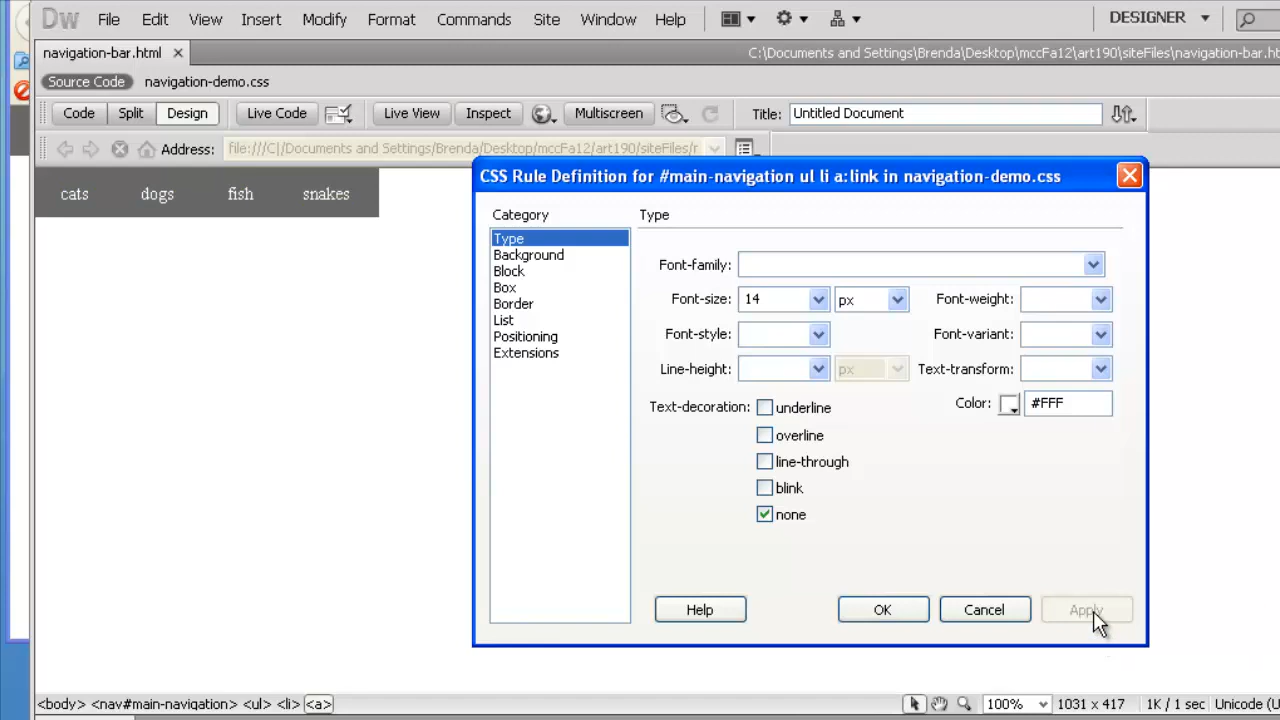 Dw File Edit View Insert Modify Format Commands Site Window Help DESIGNER
navigation-bar.html C:\Documents and Settings\Brenda\Desktop\mccFa12\art190\siteFiles\navigation-bar.ht
Source Code navigation-demo.css
Code Split Design Live Code Live View Inspect Multiscreen Title: Untitled Document
Address: file:///C|/Documents and Settings/Brenda/Desktop/mccFa12/art190/siteFiles/r
cats dogs fish snakes
CSS Rule Definition for #main-navigation ul li a:link in navigation-demo.css
Category
Type
Background
Block
Box
Border
List
Positioning
Extensions
Type
Font-family:
Font-size: 14 px Font-weight:
Font-style: Font-variant:
Line-height: px Text-transform:
Text-decoration: underline Color: #FFF
overline
line-through
blink
none
Help OK Cancel Apply
<body> <nav#main-navigation> <ul> <li> <a> 100% 1031 x 417 1K / 1 sec Unicode (U